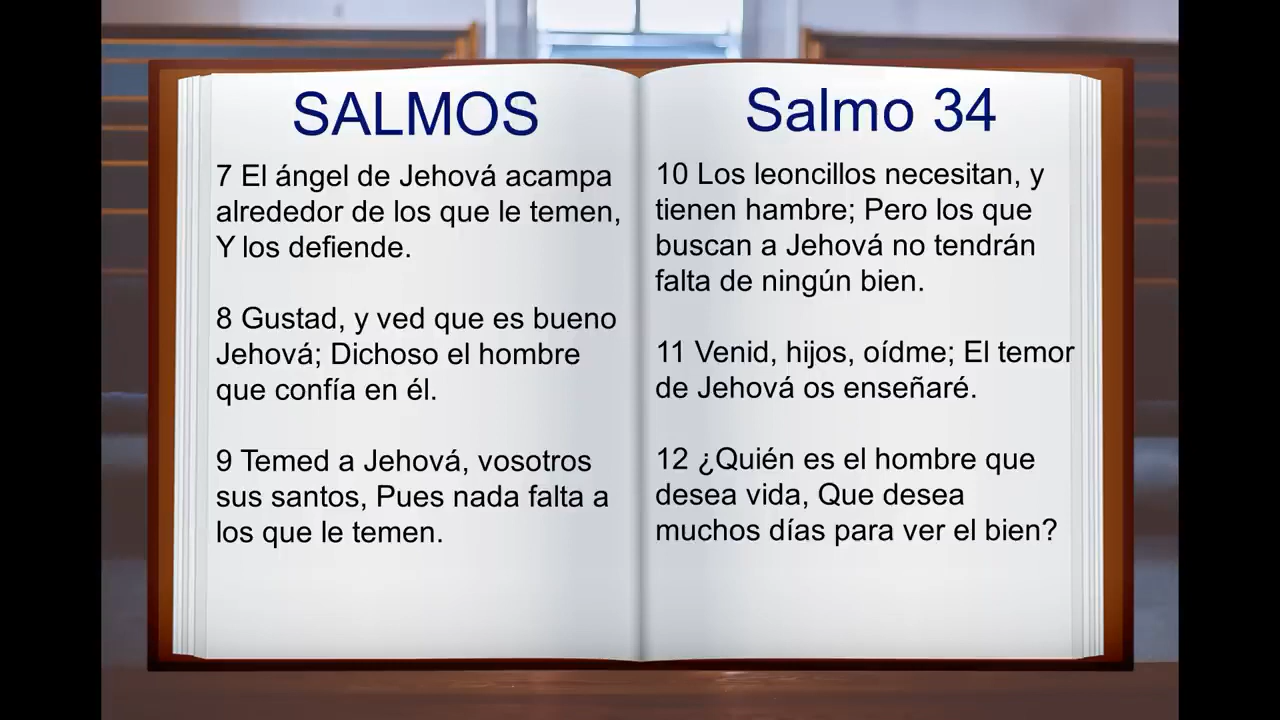 SALMOS
7 El ángel de Jehová acampa
alrededor de los que le temen,
Y los defiende.
8 Gustad, y ved que es bueno
Jehová; Dichoso el hombre
que confía en él.
9 Temed a Jehová, vosotros
sus santos, Pues nada falta a
los que le temen.
Salmo 34
10 Los leoncillos necesitan, y
tienen hambre; Pero los que
buscan a Jehová no tendrán
falta de ningún bien.
11 Venid, hijos, oídme; El temor
de Jehová os enseñaré.
12 ¿Quién es el hombre que
desea vida, Que desea
muchos días para ver el bien?